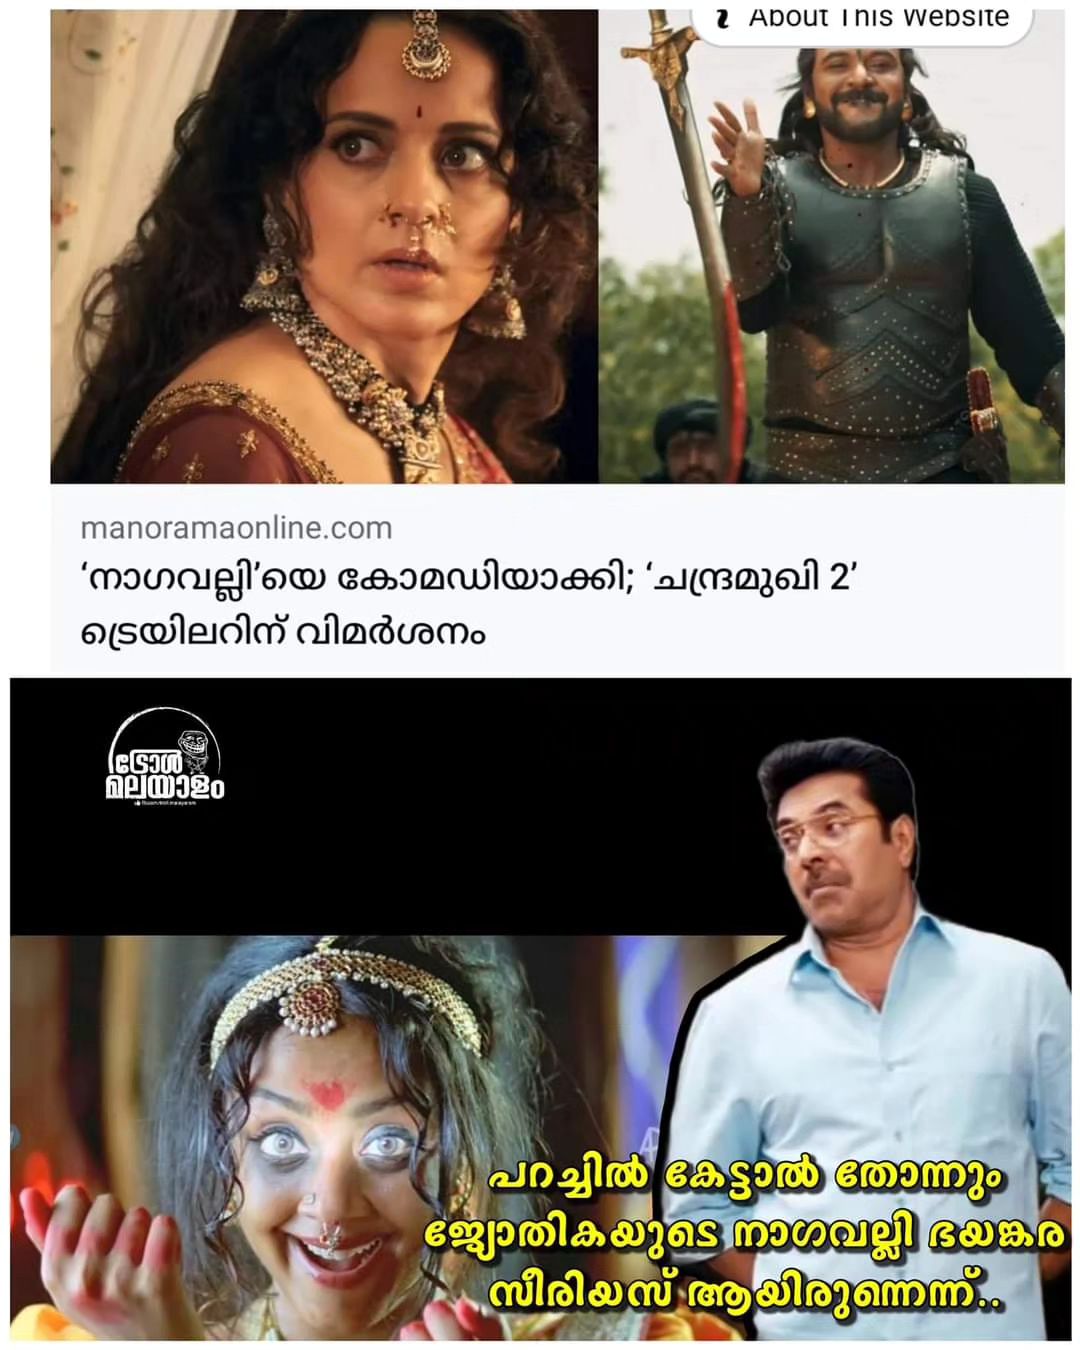 About This Website
manoramaonline.com
‘നാഗവല്ലി’യെ കോമഡിയാക്കി; ‘ചന്ദ്രമുഖി 2’
ട്രെയിലറിന് വിമർശനം
ട്രോൾ
മലയാളം
പറച്ചിൽ കേട്ടാൽ തോന്നും
ജ്യോതികയുടെ നാഗവല്ലി ഭയങ്കര
സീരിയസ് ആയിരുന്നെന്ന്..